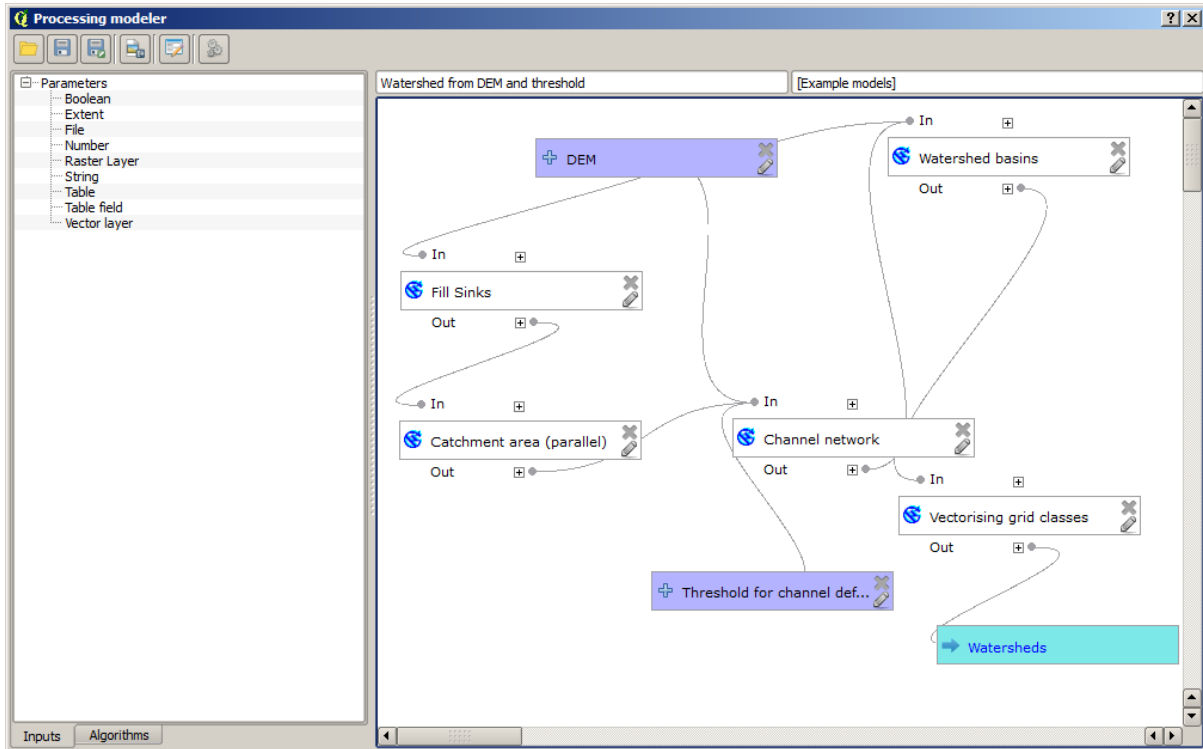 Processing modeler
Parameters
Boolean
Extent
File
Number
Raster Layer
String
Table
Table field
Vector layer
Inputs
Algorithms
Watershed from DEM and threshold
[Example models]
In
DEM
Watershed basins
Out
In
Fill Sinks
Out
In
Catchment area (parallel)
Out
In
Channel network
Out
In
Vectorising grid classes
Out
Threshold for channel def...
Watersheds